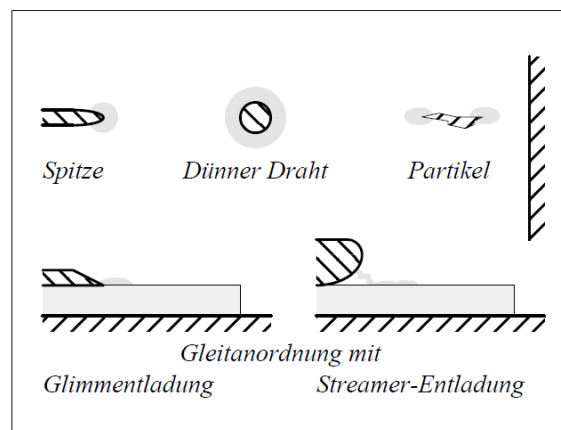 Spitze
Dünner Draht
Partikel
Gleitanordnung mit
Glimmentladung
Streamer-Entladung